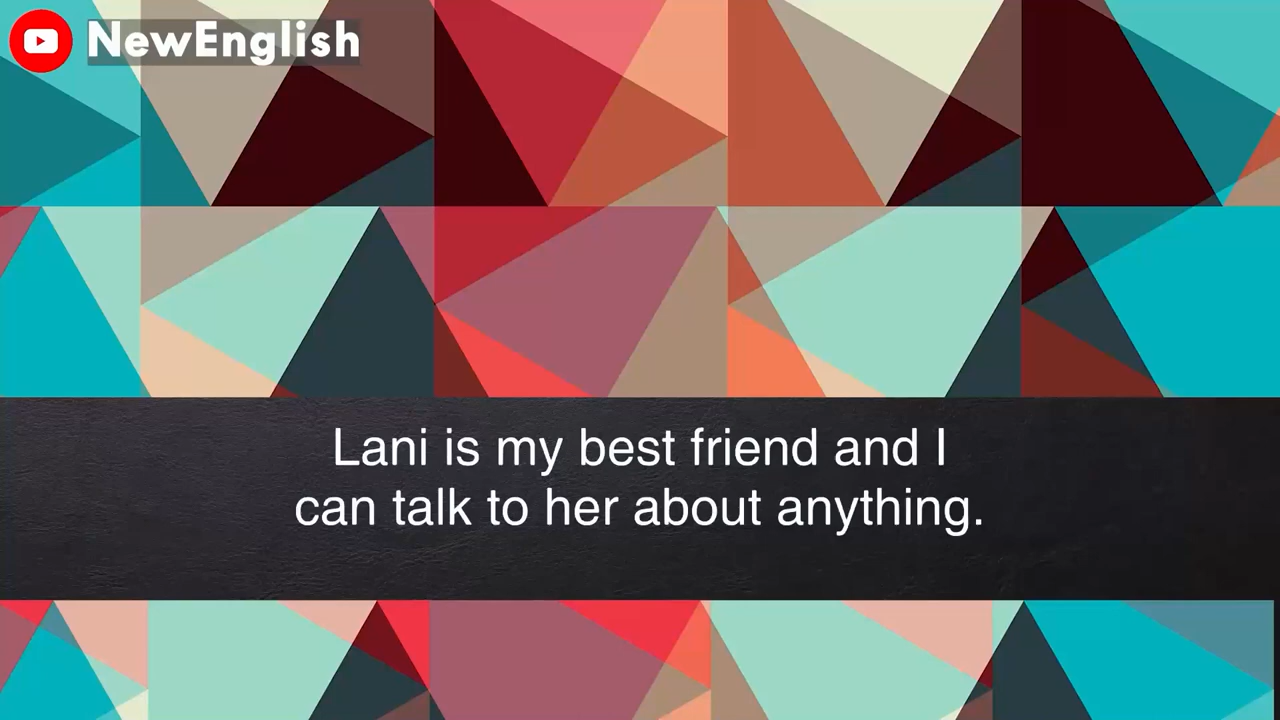 NewEnglish
Lani is my best friend and I
can talk to her about anything.